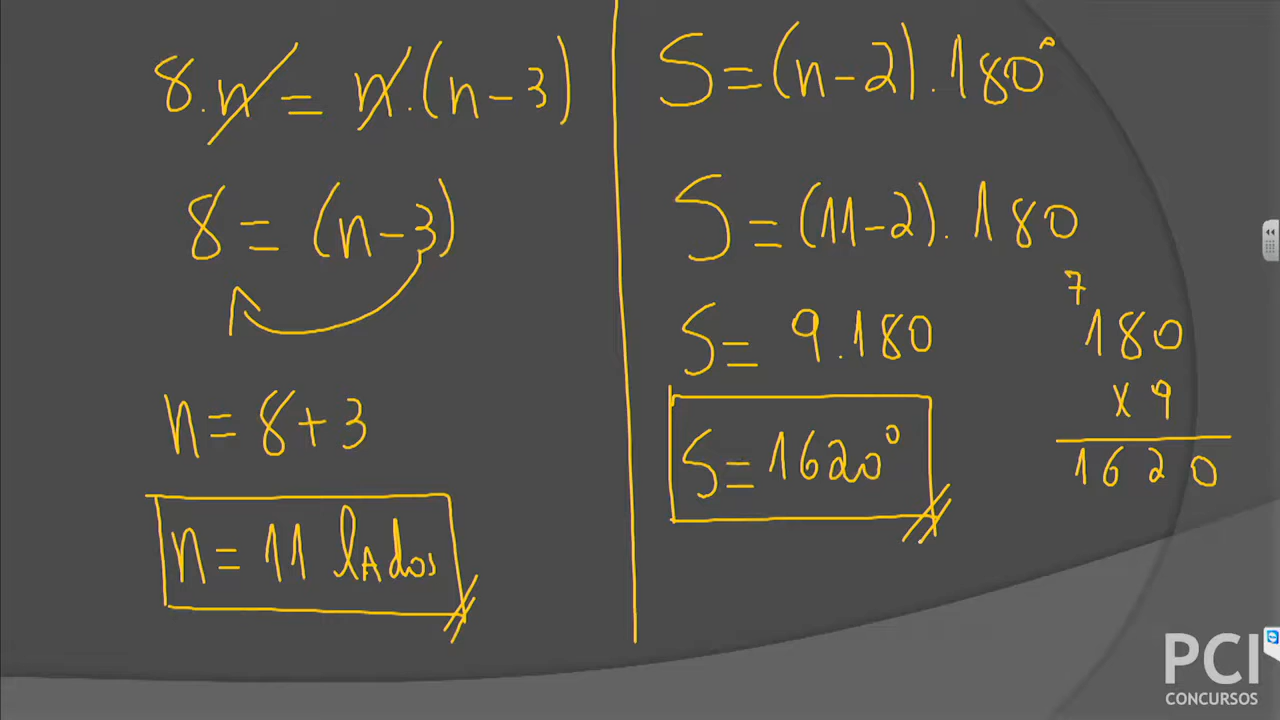 8.n = n.(n-3)
8 = (n-3)
n = 8+3
n = 11 lAdos
S = (n-2).180°
S = (11-2).180
S = 9.180
S = 1620°
7
180
x 9
1620
PCI
CONCURSOS